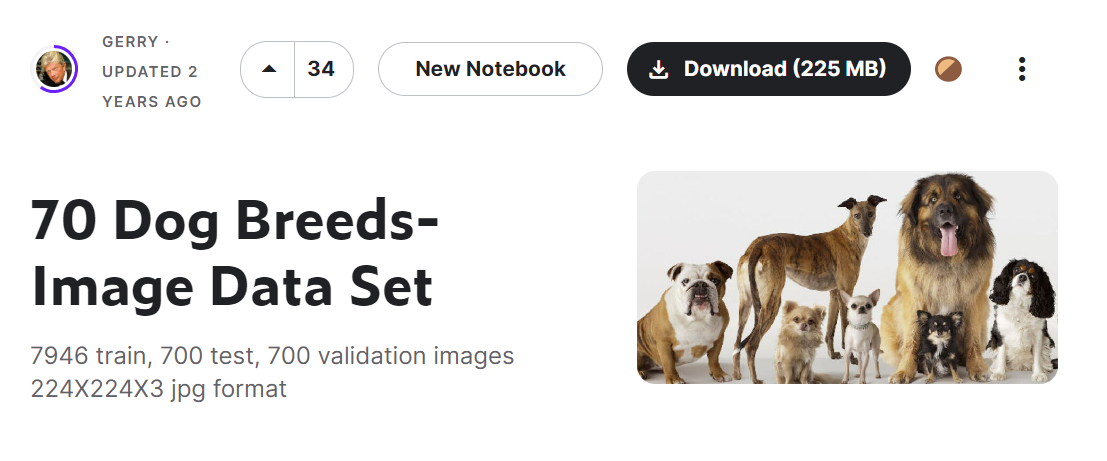 GERRY ·
UPDATED 2
YEARS AGO
34
New Notebook
Download (225 MB)
70 Dog Breeds-
Image Data Set
7946 train, 700 test, 700 validation images
224X224X3 jpg format